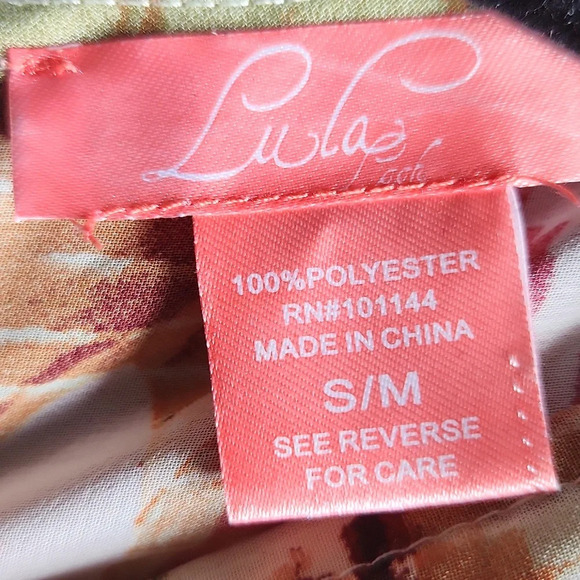 Lula
100%POLYESTER
RN#101144
MADE IN CHINA
S/M
SEE REVERSE
FOR CARE